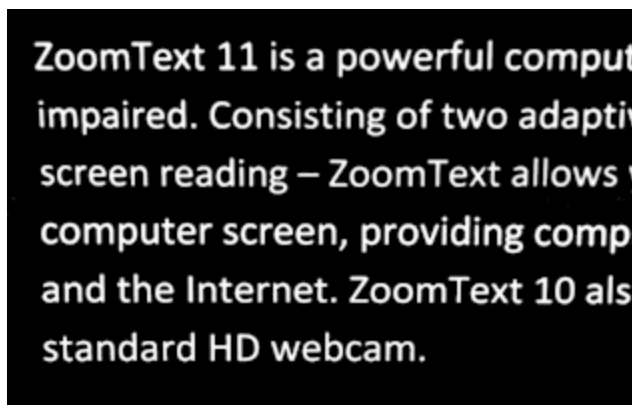 ZoomText 11 is a powerful comput
impaired. Consisting of two adaptiv
screen reading – ZoomText allows
computer screen, providing comp
and the Internet. ZoomText 10 als
standard HD webcam.